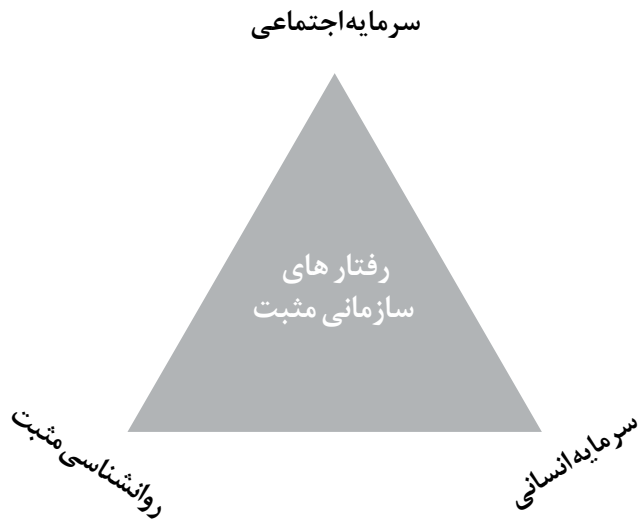 سرمایه اجتماعی
رفتار های
سازمانی مثبت
سرمایه انسانی
روانشناسی مثبت